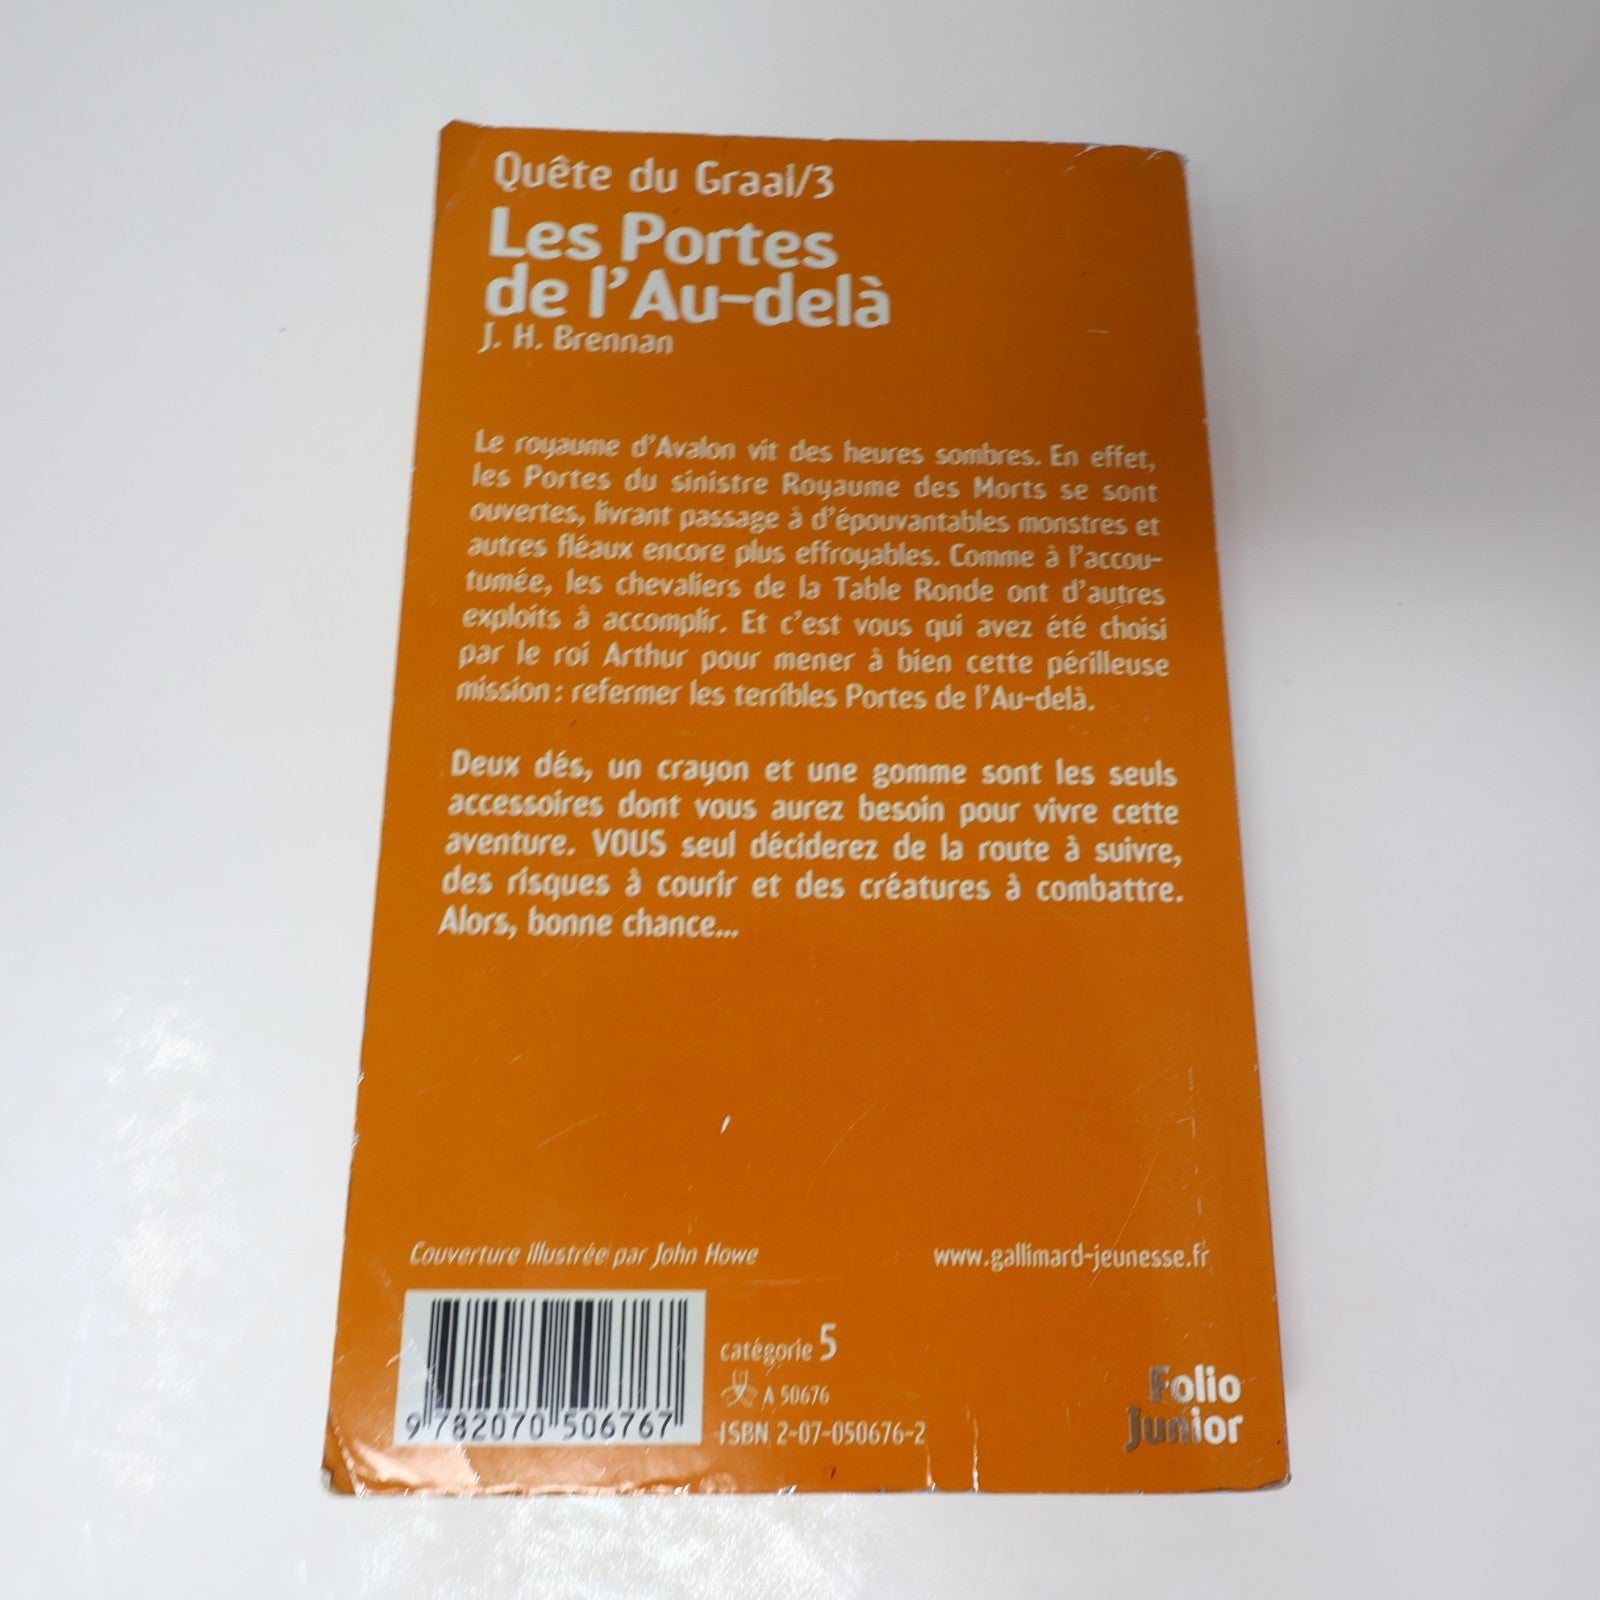 Quête du Graal/3
Les Portes
de l'Au-delà
J. H. Brennan
Le royaume d'Avalon vit des heures sombres. En effet,
les Portes du sinistre Royaume des Morts se sont
ouvertes, livrant passage à d'épouvantables monstres et
autres fléaux encore plus effroyables. Comme à l'accou-
tumée, les chevaliers de la Table Ronde ont d'autres
exploits à accomplir. Et c'est vous qui avez été choisi
par le roi Arthur pour mener à bien cette périlleuse
mission : refermer les terribles Portes de l'Au-delà.
Deux dés, un crayon et une gomme sont les seuls
accessoires dont vous aurez besoin pour vivre cette
aventure. VOUS seul déciderez de la route à suivre,
des risques à courir et des créatures à combattre.
Alors, bonne chance...
Couverture illustrée par John Howe
www.gallimard-jeunesse.fr
catégorie 5
A 50676
ISBN 2-07-050676-2
9 782070 506767
Folio
Junior